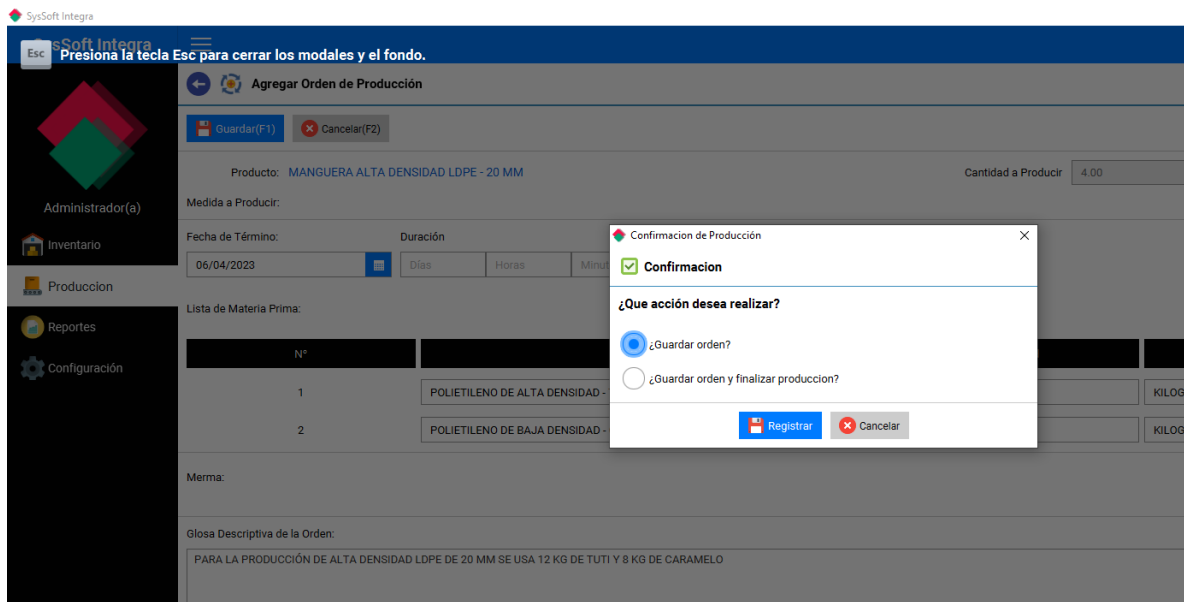 SysSoft Integra
SysSoft Integra
Esc Presiona la tecla Esc para cerrar los modales y el fondo.
Agregar Orden de Producción
Guardar(F1) Cancelar(F2)
Producto: MANGUERA ALTA DENSIDAD LDPE - 20 MM Cantidad a Producir 4.00
Administrador(a)
Medida a Producir:
Fecha de Término: Duración
06/04/2023 Días Horas
Inventario
Produccion
Reportes
Configuración
Lista de Materia Prima:
N°
1 POLIETILENO DE ALTA DENSIDAD -
2 POLIETILENO DE BAJA DENSIDAD -
Confirmacion de Producción
Confirmacion
¿Que acción desea realizar?
¿Guardar orden?
¿Guardar orden y finalizar produccion?
Registrar Cancelar
Merma:
Glosa Descriptiva de la Orden:
PARA LA PRODUCCIÓN DE ALTA DENSIDAD LDPE DE 20 MM SE USA 12 KG DE TUTI Y 8 KG DE CARAMELO